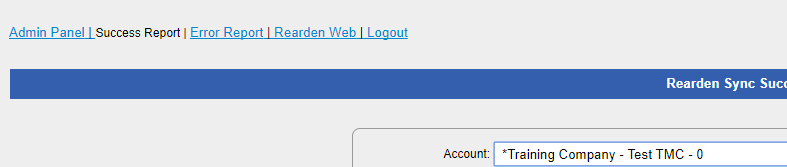 Admin Panel | Success Report | Error Report | Rearden Web | Logout
Rearden Sync Succ
Account: *Training Company - Test TMC - 0